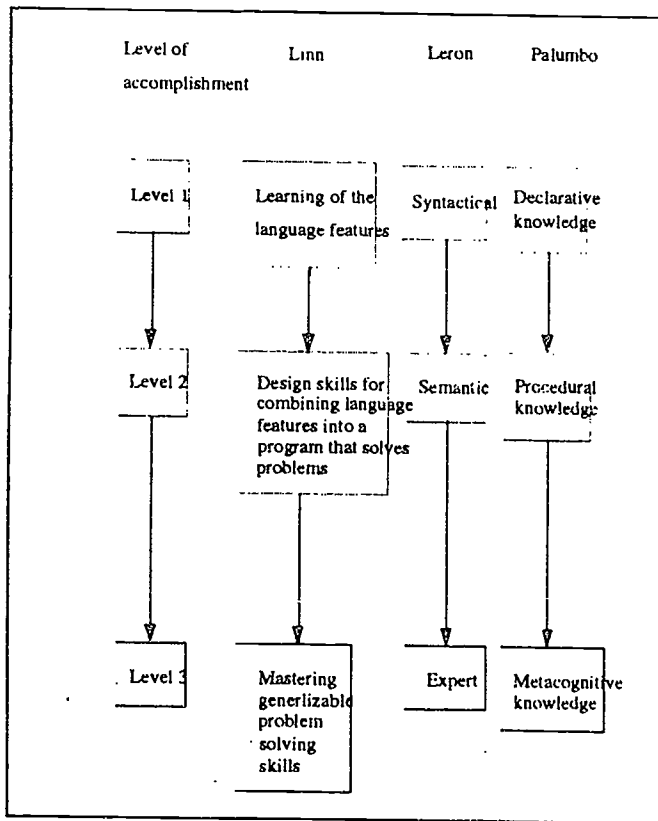 Level of
accomplishment
Linn
Leron
Palumbo
Level 1
Learning of the
language features
Syntactical
Declarative
knowledge
Level 2
Design skills for
combining language
features into a
program that solves
problems
Semantic
Procedural
knowledge
Level 3
Mastering
generlizable
problem
solving
skills
Expert
Metacognitive
knowledge